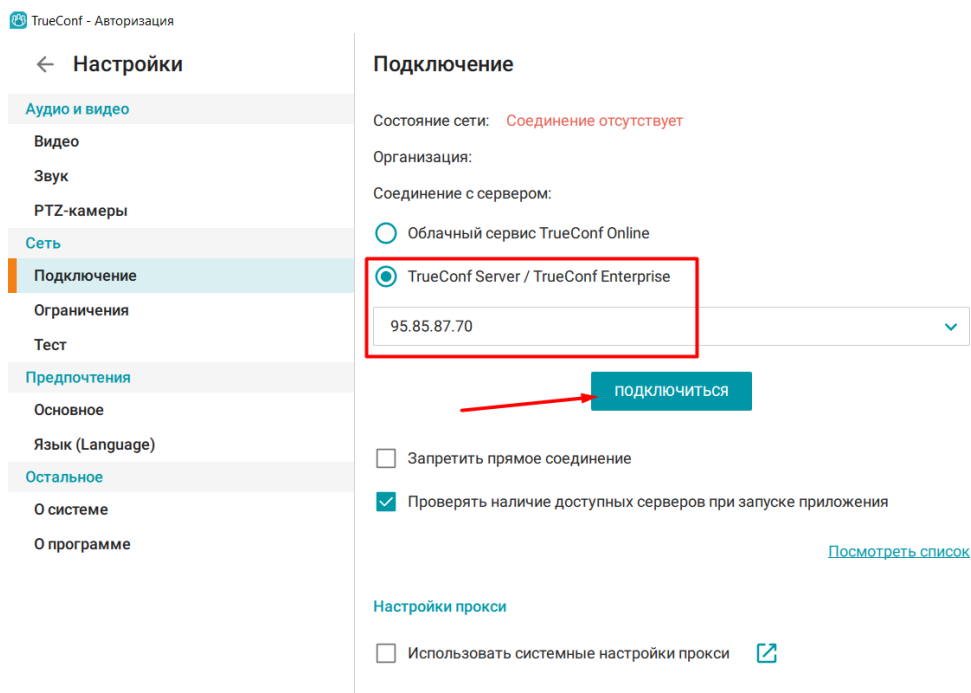 TrueConf - Авторизация
Настройки
Аудио и видео
Видео
Звук
PTZ-камеры
Сеть
Подключение
Ограничения
Тест
Предпочтения
Основное
Язык (Language)
Остальное
О системе
О программе
Подключение
Состояние сети: Соединение отсутствует
Организация:
Соединение с сервером:
Облачный сервис TrueConf Online
TrueConf Server / TrueConf Enterprise
95.85.87.70
ПОДКЛЮЧИТЬСЯ
Запретить прямое соединение
Проверять наличие доступных серверов при запуске приложения
Посмотреть список
Настройки прокси
Использовать системные настройки прокси